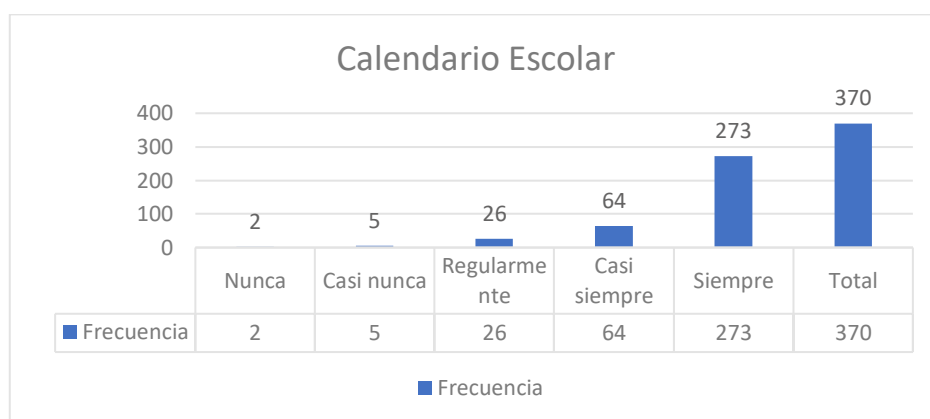 Calendario Escolar
400
300
200
100
0
2
5
26
64
273
370
Nunca
Casi nunca
Regularme
nte
Casi
siempre
Siempre
Total
Frecuencia
2
5
26
64
273
370
Frecuencia